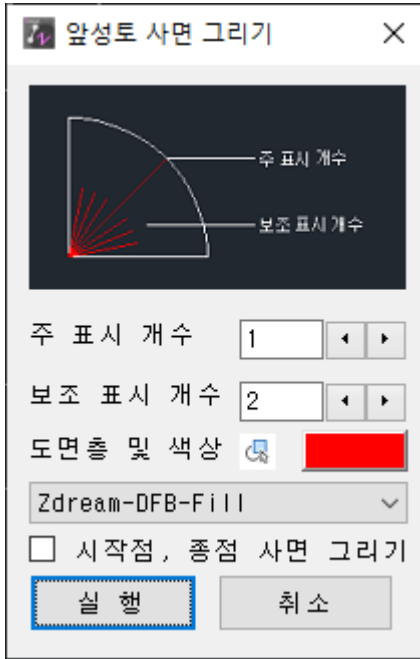 앞성토 사면 그리기
주 표시 개수
보조 표시 개수
주 표시 개수 1
보조 표시 개수 2
도면층 및 색상
Zdream-DFB-Fill
시작점, 종점 사면 그리기
실 행 취소